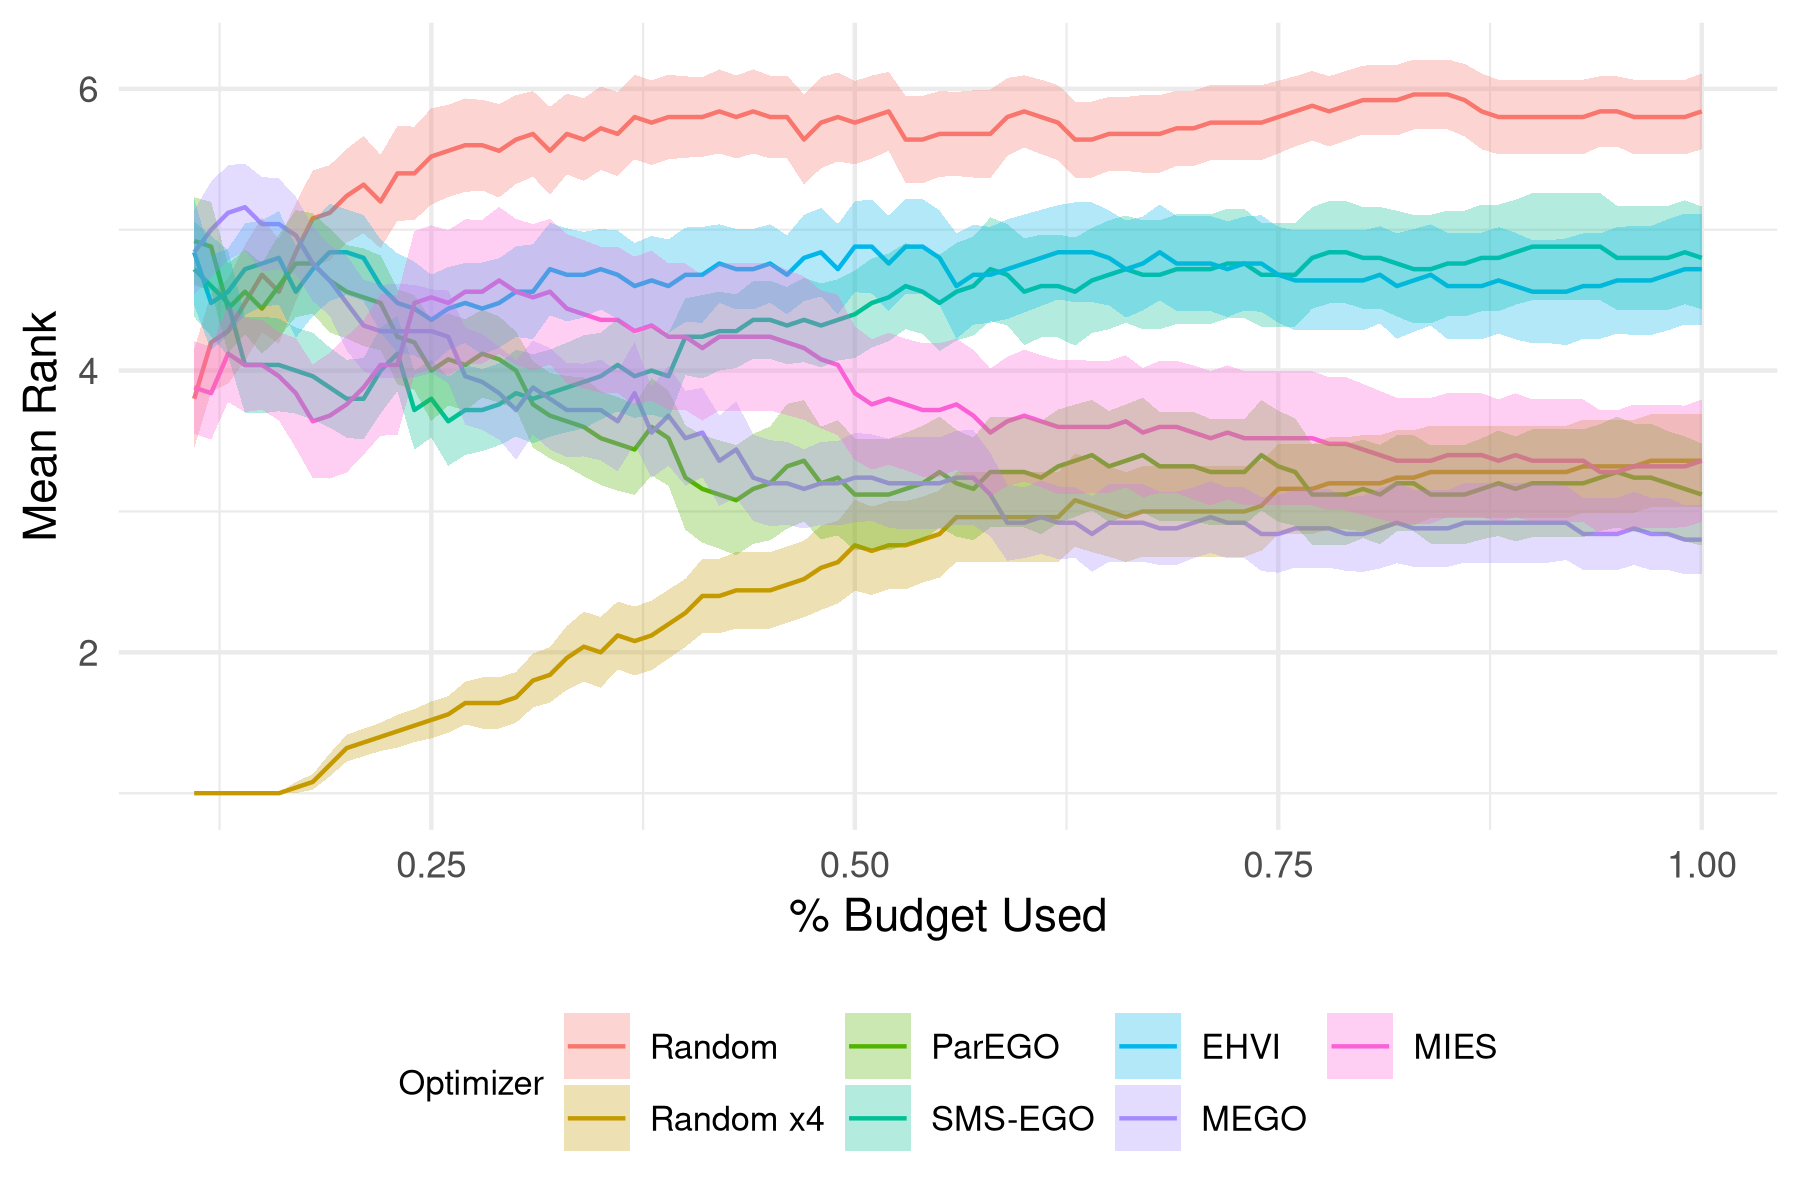 Mean Rank
6
4
2
0.25 0.50 0.75 1.00
% Budget Used
Optimizer
Random ParEGO EHVI MIES
Random x4 SMS-EGO MEGO